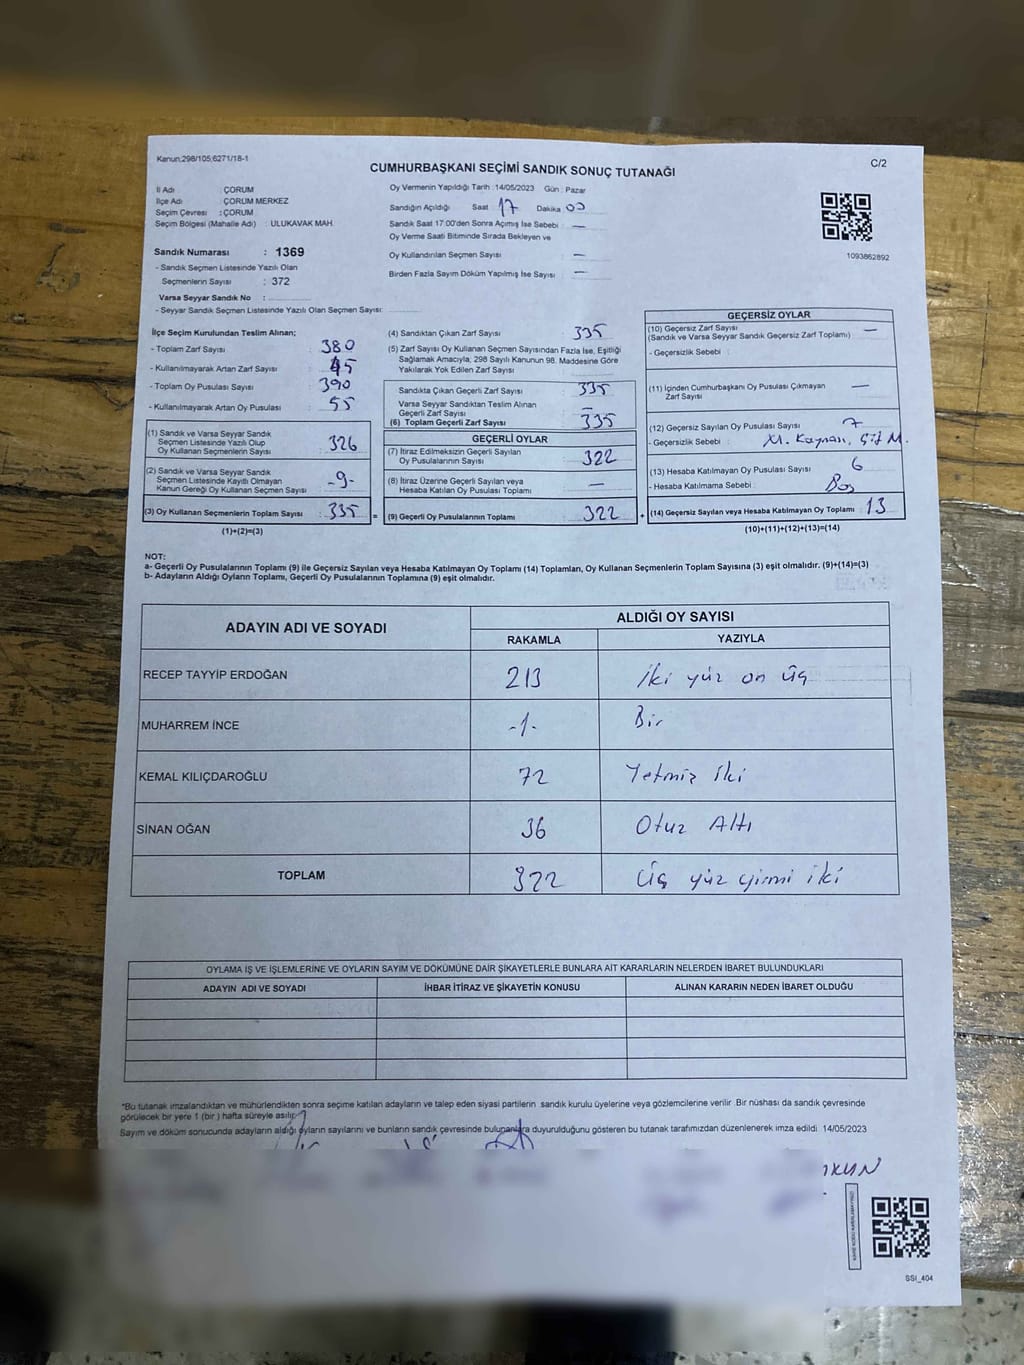 Kanun:298/105;6271/18-1
C/2
CUMHURBAŞKANI SEÇİMİ SANDIK SONUÇ TUTANAĞI
İl Adı : ÇORUM
İlçe Adı : ÇORUM MERKEZ
Seçim Çevresi : ÇORUM
Seçim Bölgesi (Mahalle Adı) : ULUKAVAK MAH.
Sandık Numarası : 1369
- Sandık Seçmen Listesinde Yazılı Olan
Seçmenlerin Sayısı : 372
Varsa Seyyar Sandık No :
- Seyyar Sandık Seçmen Listesinde Yazılı Olan Seçmen Sayısı:
Oy Vermenin Yapıldığı Tarih :14/05/2023 Gün : Pazar
Sandığın Açıldığı Saat 17 Dakika 00
Sandık Saat 17:00'den Sonra Açımış İse Sebebi : —
Oy Verme Saati Bitiminde Sırada Bekleyen ve
Oy Kullandırılan Seçmen Sayısı : —
Birden Fazla Sayım Döküm Yapılmış İse Sayısı : —
1093862892
İlçe Seçim Kurulundan Teslim Alınan;
- Toplam Zarf Sayısı : 380
- Kullanılmayarak Artan Zarf Sayısı : 45
- Toplam Oy Pusulası Sayısı : 390
- Kullanılmayarak Artan Oy Pusulası : 55
(1) Sandık ve Varsa Seyyar Sandık
Seçmen Listesinde Yazılı Olup
Oy Kullanan Seçmenlerin Sayısı : 326
(2) Sandık ve Varsa Seyyar Sandık
Seçmen Listesinde Kayıtlı Olmayan
Kanun Gereği Oy Kullanan Seçmen Sayısı : -9-
(3) Oy Kullanan Seçmenlerin Toplam Sayısı : 335 =
(1)+(2)=(3)
(4) Sandıktan Çıkan Zarf Sayısı : 335
(5) Zarf Sayısı Oy Kullanan Seçmen Sayısından Fazla İse, Eşitliği
Sağlamak Amacıyla; 298 Sayılı Kanunun 98. Maddesine Göre
Yakılarak Yok Edilen Zarf Sayısı :
Sandıkta Çıkan Geçerli Zarf Sayısı : 335
Varsa Seyyar Sandıktan Teslim Alınan
Geçerli Zarf Sayısı : —
(6) Toplam Geçerli Zarf Sayısı : 335
GEÇERLİ OYLAR
(7) İtiraz Edilmeksizin Geçerli Sayılan
Oy Pusulalarının Sayısı : 322
(8) İtiraz Üzerine Geçerli Sayılan veya
Hesaba Katılan Oy Pusulası Toplamı : —
(9) Geçerli Oy Pusulalarının Toplamı : 322 +
GEÇERSİZ OYLAR
(10) Geçersiz Zarf Sayısı : —
(Sandık ve Varsa Seyyar Sandık Geçersiz Zarf Toplamı)
- Geçersizlik Sebebi :
(11) İçinden Cumhurbaşkanı Oy Pusulası Çıkmayan
Zarf Sayısı : —
(12) Geçersiz Sayılan Oy Pusulası Sayısı : 7
- Geçersizlik Sebebi : M. Kayması, Çift M.
(13) Hesaba Katılmayan Oy Pusulası Sayısı : 6
- Hesaba Katılmama Sebebi : Boş
(14) Geçersiz Sayılan veya Hesaba Katılmayan Oy Toplamı : 13
(10)+(11)+(12)+(13)=(14)
NOT:
a- Geçerli Oy Pusulalarının Toplamı (9) ile Geçersiz Sayılan veya Hesaba Katılmayan Oy Toplamı (14) Toplamları, Oy Kullanan Seçmenlerin Toplam Sayısına (3) eşit olmalıdır. (9)+(14)=(3)
b- Adayların Aldığı Oyların Toplamı, Geçerli Oy Pusulalarının Toplamına (9) eşit olmalıdır.
ADAYIN ADI VE SOYADI ALDIĞI OY SAYISI
RAKAMLA YAZIYLA
RECEP TAYYİP ERDOĞAN 213 İki yüz on üç
MUHARREM İNCE -1- Bir
KEMAL KILIÇDAROĞLU 72 Yetmiş iki
SİNAN OĞAN 36 Otuz Altı
TOPLAM 322 Üç yüz yirmi iki
OYLAMA İŞ VE İŞLEMLERİNE VE OYLARIN SAYIM VE DÖKÜMÜNE DAİR ŞİKAYETLERLE BUNLARA AİT KARARLARIN NELERDEN İBARET BULUNDUKLARI
ADAYIN ADI VE SOYADI İHBAR İTİRAZ VE ŞİKAYETİN KONUSU ALINAN KARARIN NEDEN İBARET OLDUĞU
*Bu tutanak imzalandıktan ve mühürlendikten sonra seçime katılan adayların ve talep eden siyasi partilerin sandık kurulu üyelerine veya gözlemcilerine verilir .Bir nüshası da sandık çevresinde
görülecek bir yere 1 (bir ) hafta süreyle asılır.
Sayım ve döküm sonucunda adayların aldığı oyların sayılarını ve bunların sandık çevresinde bulunanlara duyurulduğunu gösteren bu tutanak tarafımızdan düzenlenerek imza edildi 14/05/2023
SSİ_404